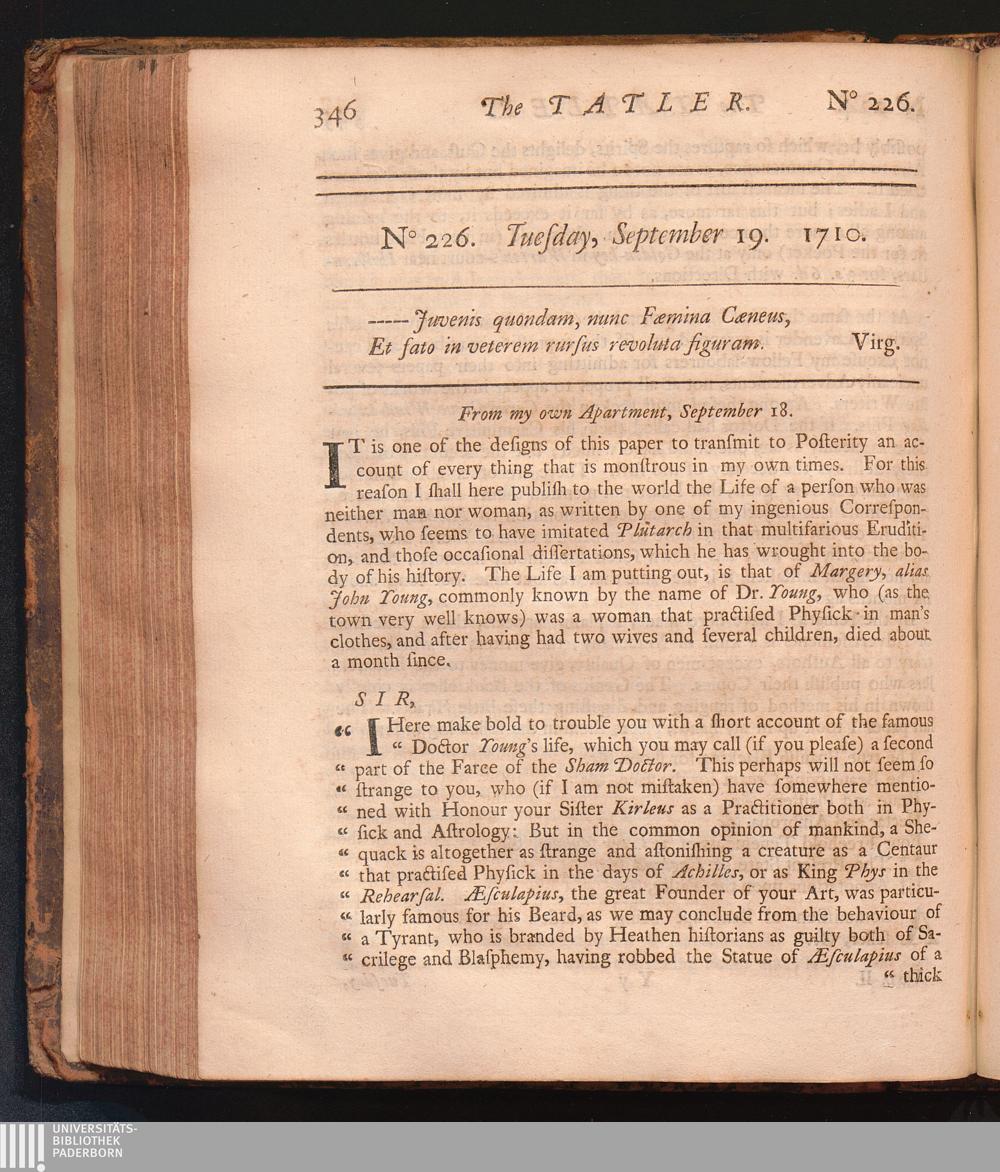 346 The TATLER. No 226.
No 226. Tueſday, September 19. 1710.
----- Juvenis quondam, nunc Fæmina Cæneus,
Et fato in veterem rurſus revoluta figuram. Virg.
From my own Apartment, September 18.
IT is one of the deſigns of this paper to tranſmit to Poſterity an ac-
count of every thing that is monſtrous in my own times. For this
reaſon I ſhall here publiſh to the world the Life of a perſon who was
neither man nor woman, as written by one of my ingenious Correſpon-
dents, who ſeems to have imitated Plutarch in that multifarious Eruditi-
on, and thoſe occaſional diſſertations, which he has wrought into the bo-
dy of his hiſtory. The Life I am putting out, is that of Margery, alias
John Young, commonly known by the name of Dr. Young, who (as the
town very well knows) was a woman that practiſed Phyſick in man's
clothes, and after having had two wives and ſeveral children, died about
a month ſince.
SIR,
“ I Here make bold to trouble you with a ſhort account of the famous
“ Doctor Young's life, which you may call (if you pleaſe) a ſecond
“ part of the Farce of the Sham Doctor. This perhaps will not ſeem ſo
“ ſtrange to you, who (if I am not miſtaken) have ſomewhere mentio-
“ ned with Honour your Siſter Kirleus as a Practitioner both in Phy-
“ ſick and Aſtrology: But in the common opinion of mankind, a She-
“ quack is altogether as ſtrange and aſtoniſhing a creature as a Centaur
“ that practiſed Phyſick in the days of Achilles, or as King Phys in the
“ Rehearſal. Æſculapius, the great Founder of your Art, was particu-
“ larly famous for his Beard, as we may conclude from the behaviour of
“ a Tyrant, who is branded by Heathen hiſtorians as guilty both of Sa-
“ crilege and Blaſphemy, having robbed the Statue of Æſculapius of a
“ thick
UNIVERSITÄTS-
BIBLIOTHEK
PADERBORN